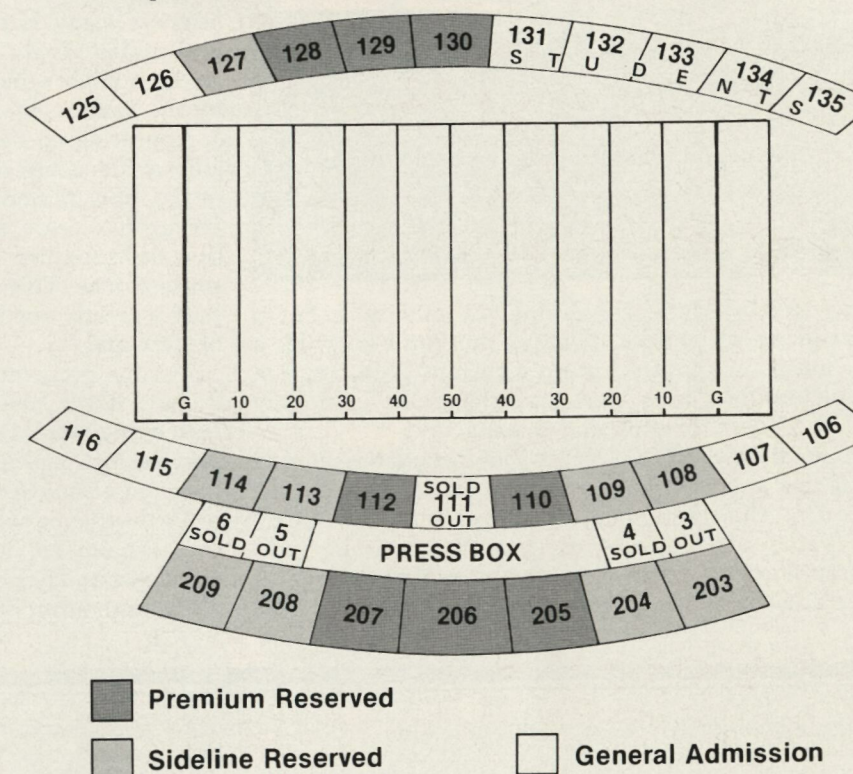 125 126 127 128 129 130 131 132 133 134 135
S T U D E N T S
G 10 20 30 40 50 40 30 20 10 G
116 115 114 113 112 SOLD 111 OUT 110 109 108 107 106
6 5 4 3
SOLD OUT PRESS BOX SOLD OUT
209 208 207 206 205 204 203
Premium Reserved
Sideline Reserved General Admission